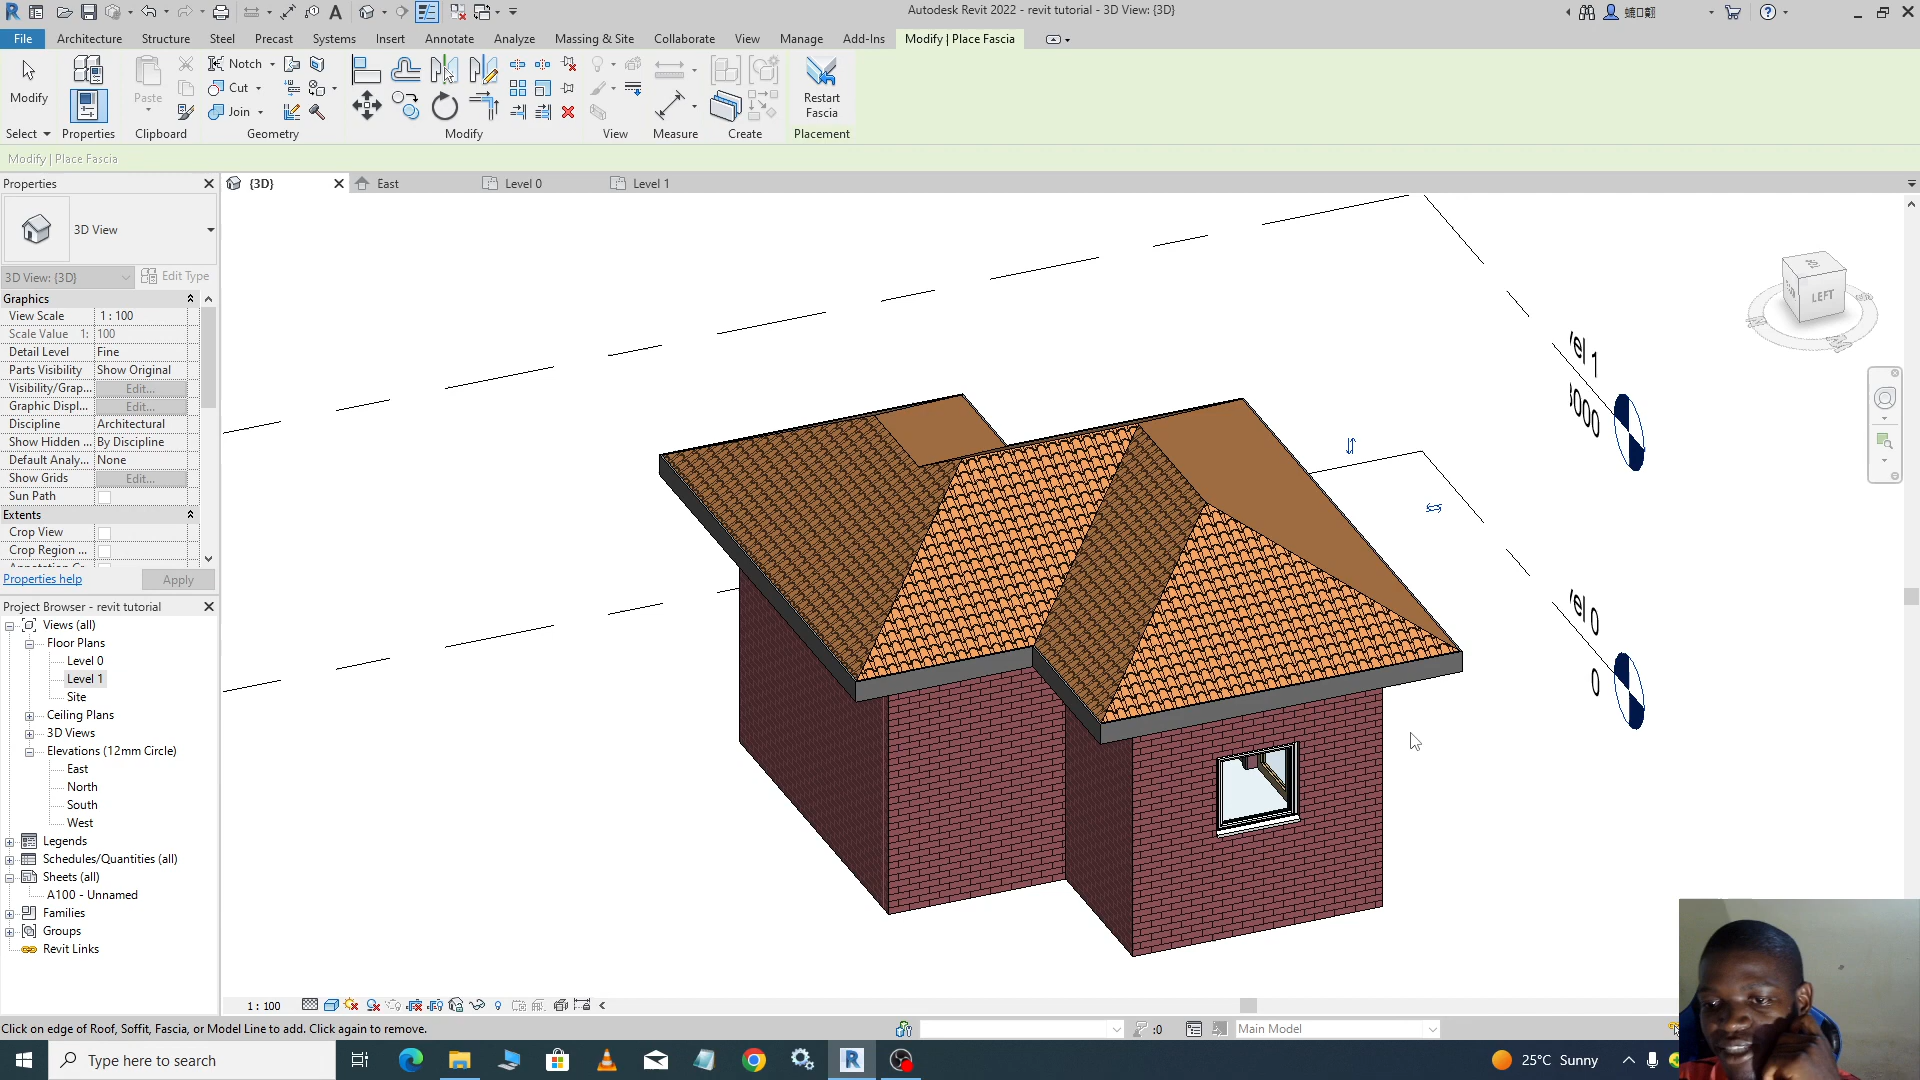 Autodesk Revit 2022 - revit tutorial - 3D View: {3D}
File Architecture Structure Steel Precast Systems Insert Annotate Analyze Massing & Site Collaborate View Manage Add-Ins Modify | Place Fascia
Modify
Paste
Notch
Cut
Join
Restart
Fascia
Select Properties Clipboard Geometry Modify View Measure Create Placement
Modify | Place Fascia
Properties
{3D}
East
Level 0
Level 1
3D View
3D View: {3D}
Edit Type
Graphics
View Scale 1 : 100
Scale Value 1: 100
Detail Level Fine
Parts Visibility Show Original
Visibility/Grap... Edit...
Graphic Displ... Edit...
Discipline Architectural
Show Hidden ... By Discipline
Default Analy... None
Show Grids Edit...
Sun Path
Extents
Crop View
Crop Region ...
Properties help
Apply
Project Browser - revit tutorial
Views (all)
Floor Plans
Level 0
Level 1
Site
Ceiling Plans
3D Views
Elevations (12mm Circle)
East
North
South
West
Legends
Schedules/Quantities (all)
Sheets (all)
A100 - Unnamed
Families
Groups
Revit Links
LEFT
vel 1
3000
vel 0
0
1 : 100
Click on edge of Roof, Soffit, Fascia, or Model Line to add. Click again to remove.
:0
Main Model
Type here to search
25°C Sunny